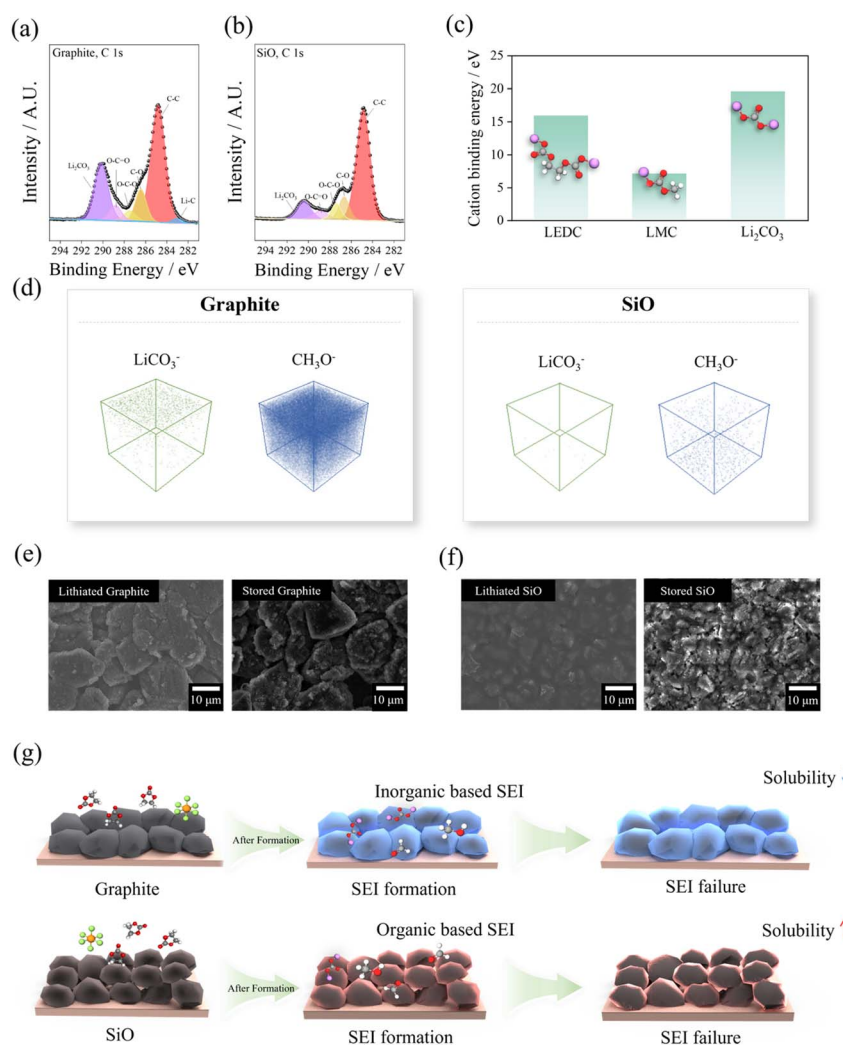 (a)
Graphite, C 1s
C-C
Li₂CO₃
O-C=O
O-C-O
C-O
Li-C
Intensity / A.U.
294 292 290 288 286 284 282
Binding Energy / eV
(b)
SiO, C 1s
C-C
C-O
O-C-O
O-C=O
Li₂CO₃
Intensity / A.U.
294 292 290 288 286 284 282
Binding Energy / eV
(c)
Cation binding energy / eV
25
20
15
10
5
0
LEDC LMC Li₂CO₃
(d)
Graphite
LiCO₃⁻ CH₃O⁻
SiO
LiCO₃⁻ CH₃O⁻
(e)
Lithiated Graphite
10 μm
Stored Graphite
10 μm
(f)
Lithiated SiO
10 μm
Stored SiO
10 μm
(g)
Inorganic based SEI
Solubility
After Formation
Graphite
SEI formation
SEI failure
Organic based SEI
Solubility
After Formation
SiO
SEI formation
SEI failure